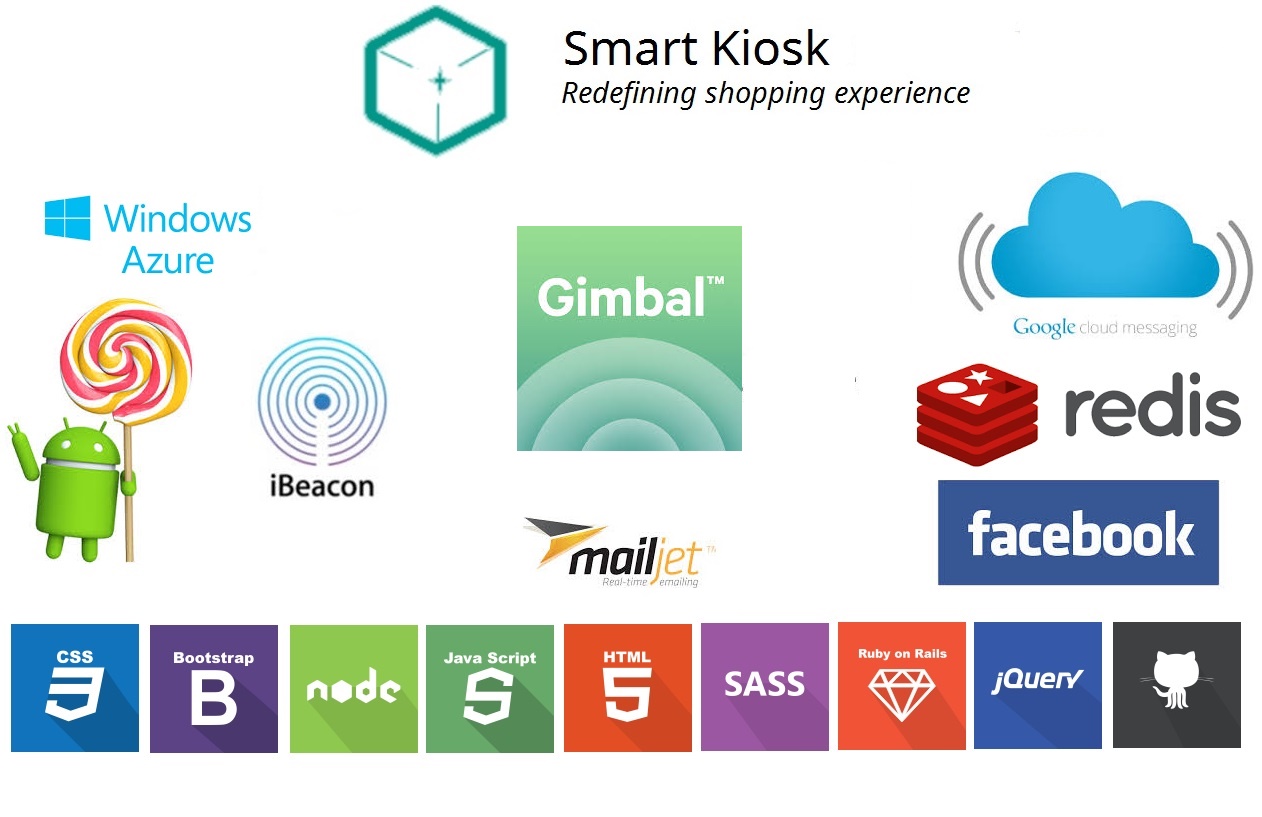 Smart Kiosk
Redefining shopping experience
Windows
Azure
Gimbal™
Google cloud messaging
iBeacon
redis
facebook
mailjet™
Real-time emailing
CSS
3
Bootstrap
B
node
Java Script
S
HTML
5
SASS
Ruby on Rails
jQuery